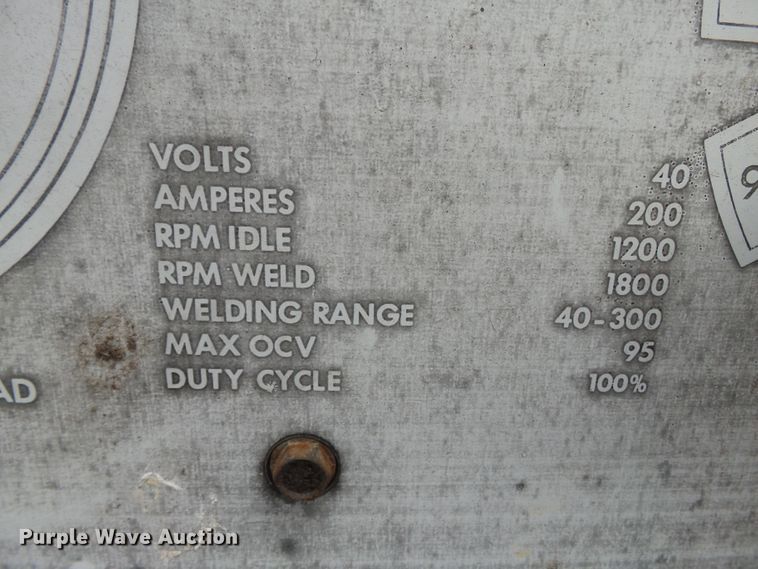 VOLTS 40
AMPERES 200
RPM IDLE 1200
RPM WELD 1800
WELDING RANGE 40-300
MAX OCV 95
DUTY CYCLE 100%
AD
9
Purple Wave Auction